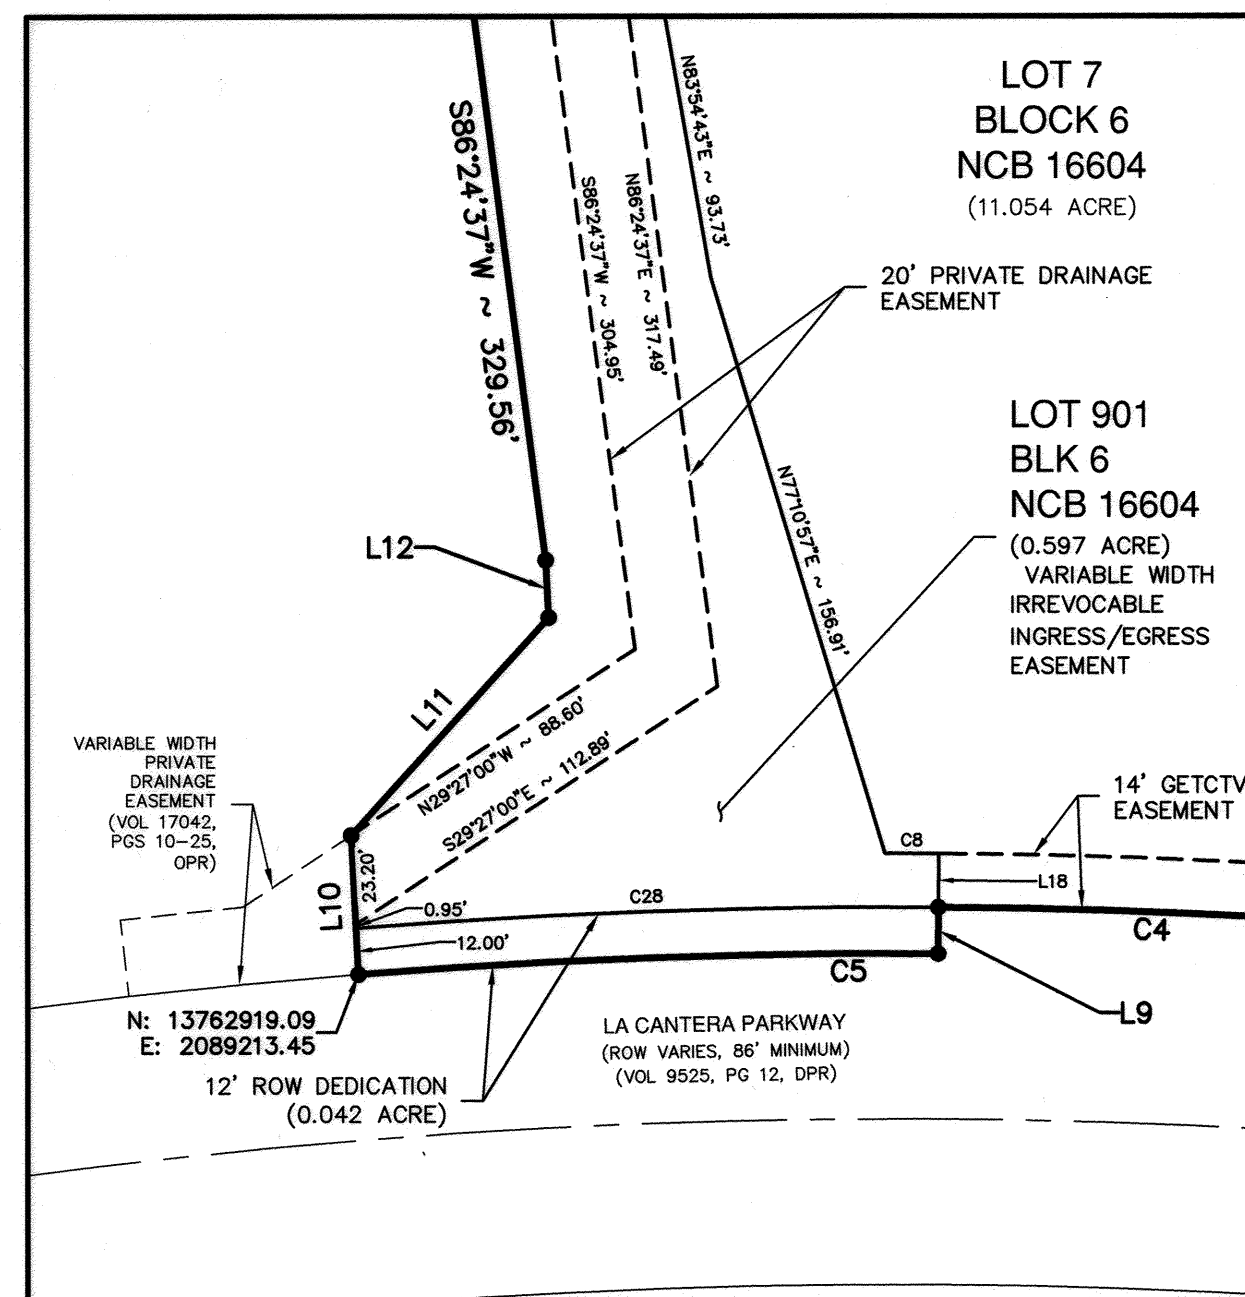 LOT 7
BLOCK 6
NCB 16604
(11.054 ACRE)
S86°24'37"W ~ 329.56'
S86°24'37"W ~ 304.95'
N86°24'37"E ~ 317.49'
N83°54'43"E ~ 93.73'
20' PRIVATE DRAINAGE
EASEMENT
LOT 901
BLK 6
NCB 16604
(0.597 ACRE)
VARIABLE WIDTH
IRREVOCABLE
INGRESS/EGRESS
EASEMENT
N77°10'57"E ~ 156.91'
L12
L11
N29°27'00"W ~ 88.60'
S29°27'00"E ~ 112.89'
VARIABLE WIDTH
PRIVATE
DRAINAGE
EASEMENT
(VOL 17042,
PGS 10-25,
OPR)
14' GETCTV
EASEMENT
C8
L18
L10
23.20'
0.95'
C28
12.00'
C4
C5
L9
N: 13762919.09
E: 2089213.45
LA CANTERA PARKWAY
(ROW VARIES, 86' MINIMUM)
(VOL 9525, PG 12, DPR)
12' ROW DEDICATION
(0.042 ACRE)